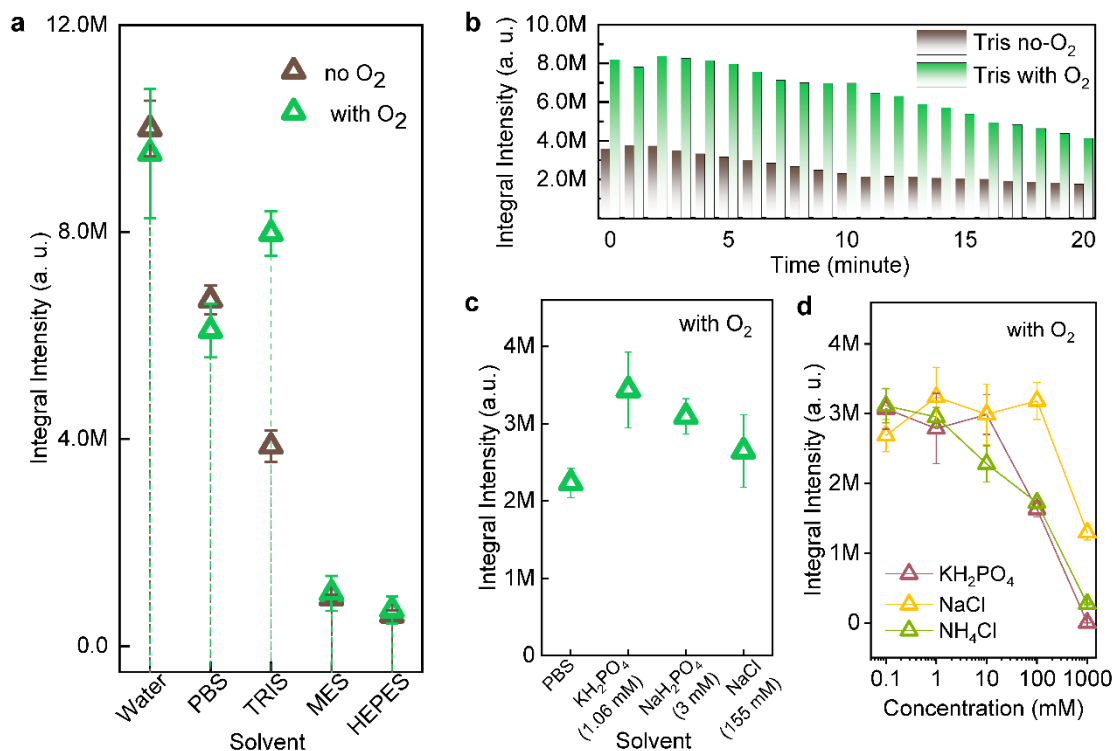 a
12.0M
8.0M
4.0M
0.0
Integral Intensity (a. u.)
no O₂
with O₂
Water
PBS
TRIS
MES
HEPES
Solvent
b
10.0M
8.0M
6.0M
4.0M
2.0M
Integral Intensity (a. u.)
Tris no-O₂
Tris with O₂
0
5
10
15
20
Time (minute)
c
with O₂
4M
3M
2M
1M
0
Integral Intensity (a. u.)
PBS
KH₂PO₄
(1.06 mM)
NaH₂PO₄
(3 mM)
NaCl
(155 mM)
Solvent
d
with O₂
4M
3M
2M
1M
0
Integral Intensity (a. u.)
KH₂PO₄
NaCl
NH₄Cl
0.1
1
10
100
1000
Concentration (mM)